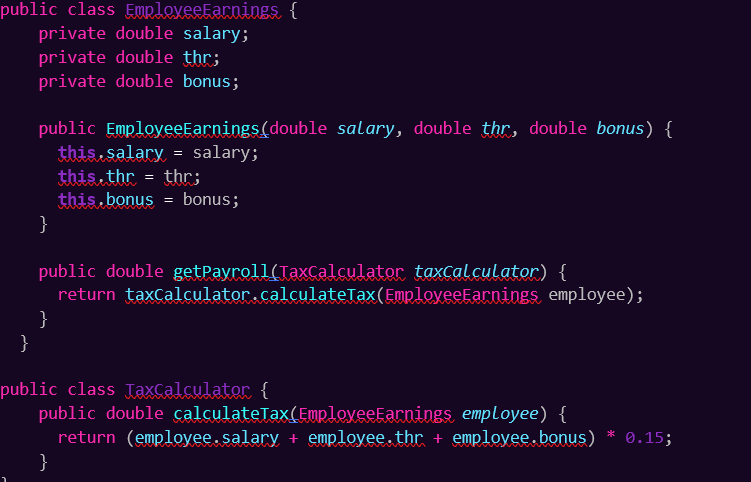 public class EmployeeEarnings {
    private double salary;
    private double thr;
    private double bonus;

    public EmployeeEarnings(double salary, double thr, double bonus) {
      this.salary = salary;
      this.thr = thr;
      this.bonus = bonus;
    }

    public double getPayroll(TaxCalculator taxCalculator) {
      return taxCalculator.calculateTax(EmployeeEarnings employee);
    }
  }

public class TaxCalculator {
    public double calculateTax(EmployeeEarnings employee) {
      return (employee.salary + employee.thr + employee.bonus) * 0.15;
    }
}